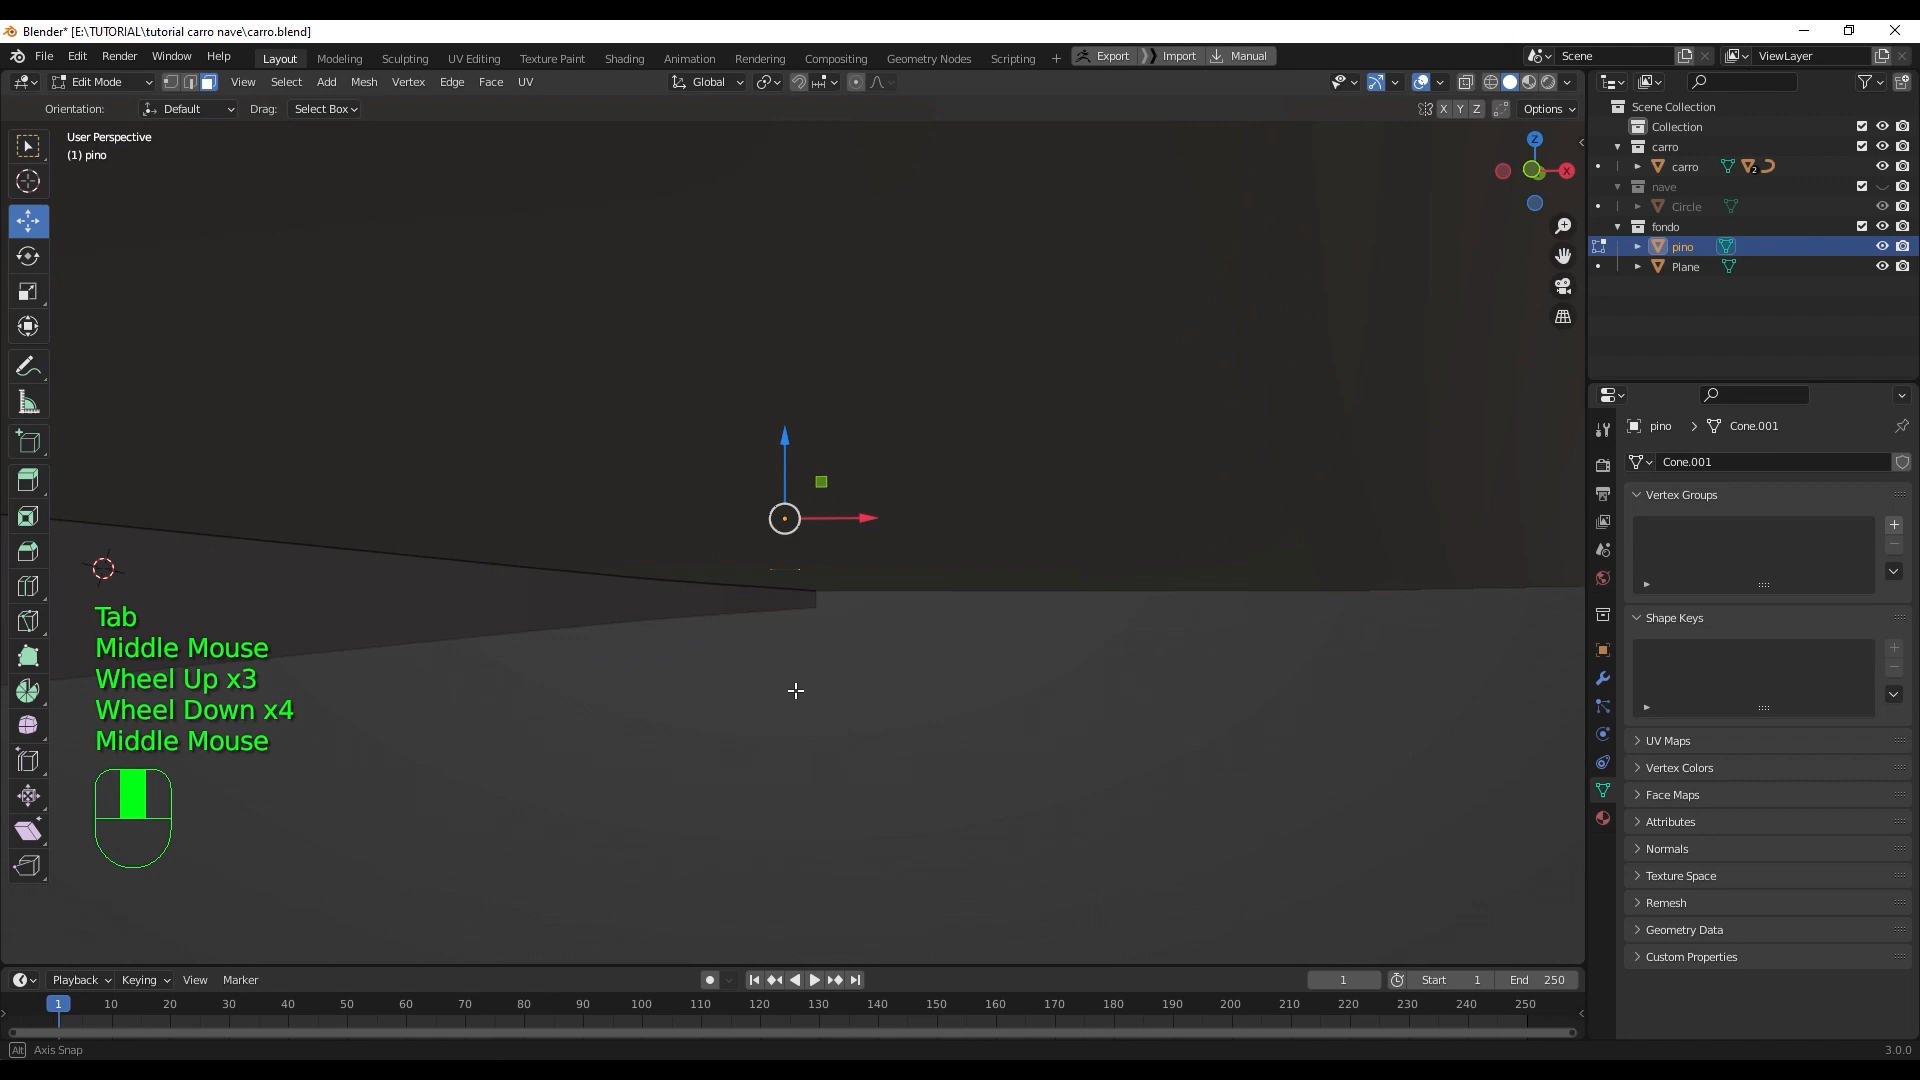 Blender* [E:\TUTORIAL\tutorial carro nave\carro.blend]
File Edit Render Window Help Layout Modeling Sculpting UV Editing Texture Paint Shading Animation Rendering Compositing Geometry Nodes Scripting + Export Import Manual Scene ViewLayer
Edit Mode View Select Add Mesh Vertex Edge Face UV Global
Orientation: Default Drag: Select Box X Y Z Options
User Perspective
(1) pino
Z
X
Scene Collection
Collection
carro
carro 2
nave
Circle
fondo
pino
Plane
pino > Cone.001
Cone.001
Vertex Groups
Shape Keys
UV Maps
Vertex Colors
Face Maps
Attributes
Normals
Texture Space
Remesh
Geometry Data
Custom Properties
Tab
Middle Mouse
Wheel Up x3
Wheel Down x4
Middle Mouse
Playback Keying View Marker 1 Start 1 End 250
1 10 20 30 40 50 60 70 80 90 100 110 120 130 140 150 160 170 180 190 200 210 220 230 240 250
Alt Axis Snap 3.0.0